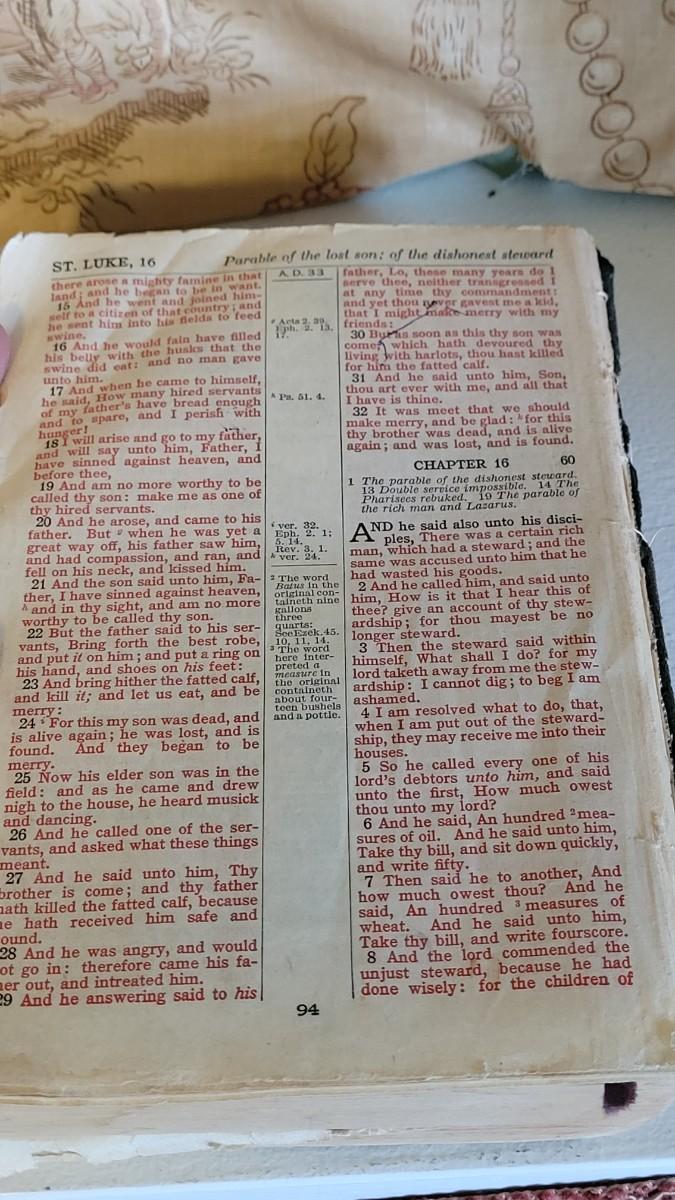 ST. LUKE, 16
Parable of the lost son: of the dishonest steward
there arose a mighty famine in that
land; and he began to be in want.
15 And he went and joined him-
self to a citizen of that country; and
he sent him into his fields to feed
swine.
16 And he would fain have filled
his belly with the husks that the
swine did eat: and no man gave
unto him.
17 And when he came to himself,
he said, How many hired servants
of my father's have bread enough
and to spare, and I perish with
hunger!
18 I will arise and go to my father,
and will say unto him, Father, I
have sinned against heaven, and
before thee,
19 And am no more worthy to be
called thy son: make me as one of
thy hired servants.
20 And he arose, and came to his
father. But g when he was yet a
great way off, his father saw him,
and had compassion, and ran, and
fell on his neck, and kissed him.
21 And the son said unto him, Fa-
ther, I have sinned against heaven,
h and in thy sight, and am no more
worthy to be called thy son.
22 But the father said to his ser-
vants, Bring forth the best robe,
and put it on him; and put a ring on
his hand, and shoes on his feet:
23 And bring hither the fatted calf,
and kill it; and let us eat, and be
merry:
24 i For this my son was dead, and
is alive again; he was lost, and is
found. And they began to be
merry.
25 Now his elder son was in the
field: and as he came and drew
nigh to the house, he heard musick
and dancing.
26 And he called one of the ser-
vants, and asked what these things
meant.
27 And he said unto him, Thy
brother is come; and thy father
hath killed the fatted calf, because
he hath received him safe and
ound.
28 And he was angry, and would
ot go in: therefore came his fa-
her out, and intreated him.
29 And he answering said to his
A.D. 33
g Acts 2. 39.
Eph. 2. 13,
17.
h Ps. 51. 4.
i ver. 32.
Eph. 2. 1;
5. 14.
Rev. 3. 1.
k ver. 24.
2 The word
Batus in the
original con-
taineth nine
gallons
three
quarts:
See Ezek. 45.
10, 11, 14.
3 The word
here inter-
preted a
measure in
the original
containeth
about four-
teen bushels
and a pottle.
father, Lo, these many years do I
serve thee, neither transgressed I
at any time thy commandment:
and yet thou never gavest me a kid,
that I might make merry with my
friends:
30 But as soon as this thy son was
come, which hath devoured thy
living with harlots, thou hast killed
for him the fatted calf.
31 And he said unto him, Son,
thou art ever with me, and all that
I have is thine.
32 It was meet that we should
make merry, and be glad: k for this
thy brother was dead, and is alive
again; and was lost, and is found.
CHAPTER 16 60
1 The parable of the dishonest steward.
13 Double service impossible. 14 The
Pharisees rebuked. 19 The parable of
the rich man and Lazarus.
AND he said also unto his disci-
ples, There was a certain rich
man, which had a steward; and the
same was accused unto him that he
had wasted his goods.
2 And he called him, and said unto
him, How is it that I hear this of
thee? give an account of thy stew-
ardship; for thou mayest be no
longer steward.
3 Then the steward said within
himself, What shall I do? for my
lord taketh away from me the stew-
ardship: I cannot dig; to beg I am
ashamed.
4 I am resolved what to do, that,
when I am put out of the steward-
ship, they may receive me into their
houses.
5 So he called every one of his
lord's debtors unto him, and said
unto the first, How much owest
thou unto my lord?
6 And he said, An hundred 2 mea-
sures of oil. And he said unto him,
Take thy bill, and sit down quickly,
and write fifty.
7 Then said he to another, And
how much owest thou? And he
said, An hundred 3 measures of
wheat. And he said unto him,
Take thy bill, and write fourscore.
8 And the lord commended the
unjust steward, because he had
done wisely: for the children of
94